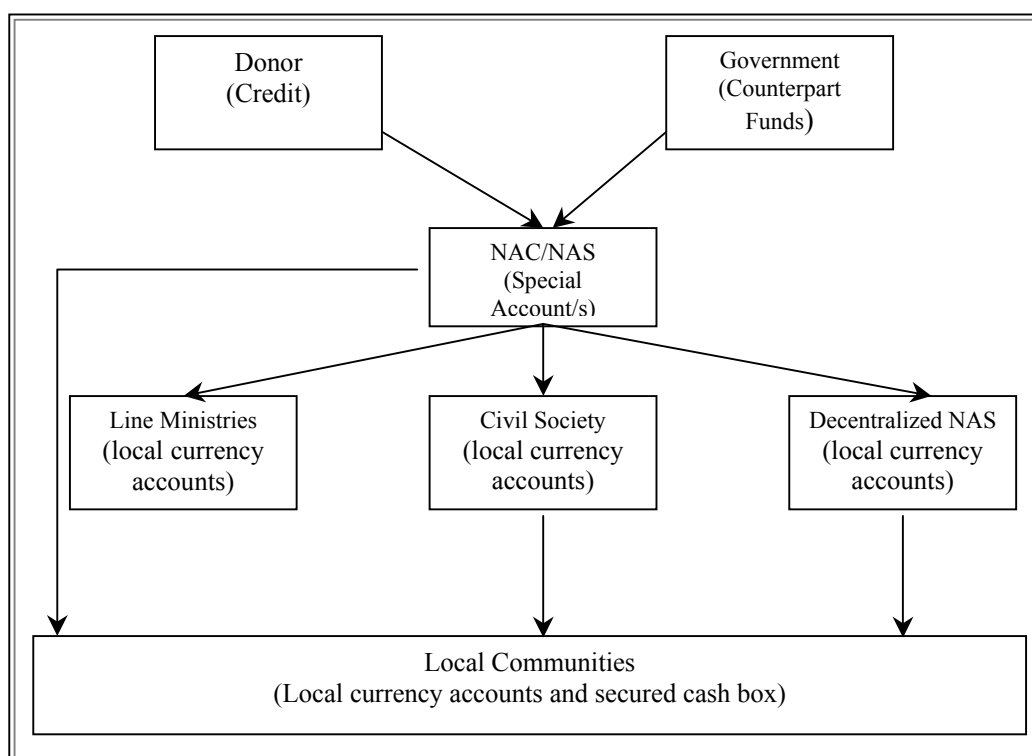 Donor
(Credit)
Government
(Counterpart
Funds)
NAC/NAS
(Special
Account/s)
Line Ministries
(local currency
accounts)
Civil Society
(local currency
accounts)
Decentralized NAS
(local currency
accounts)
Local Communities
(Local currency accounts and secured cash box)